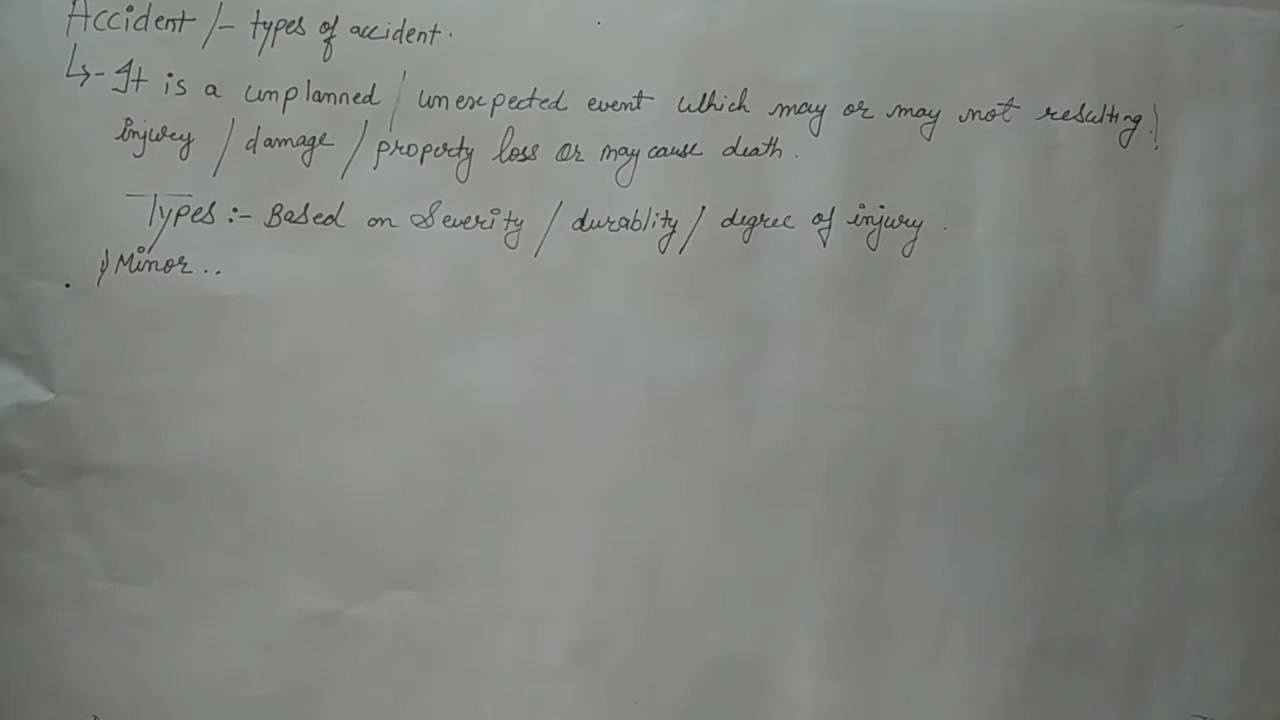 Accident /- types of accident.
↳- It is a unplanned / unexpected event which may or may not resulting /
injury / damage / property loss or may cause death.
Types :- Based on Severity / durablity / degree of injury.
1) Minor..